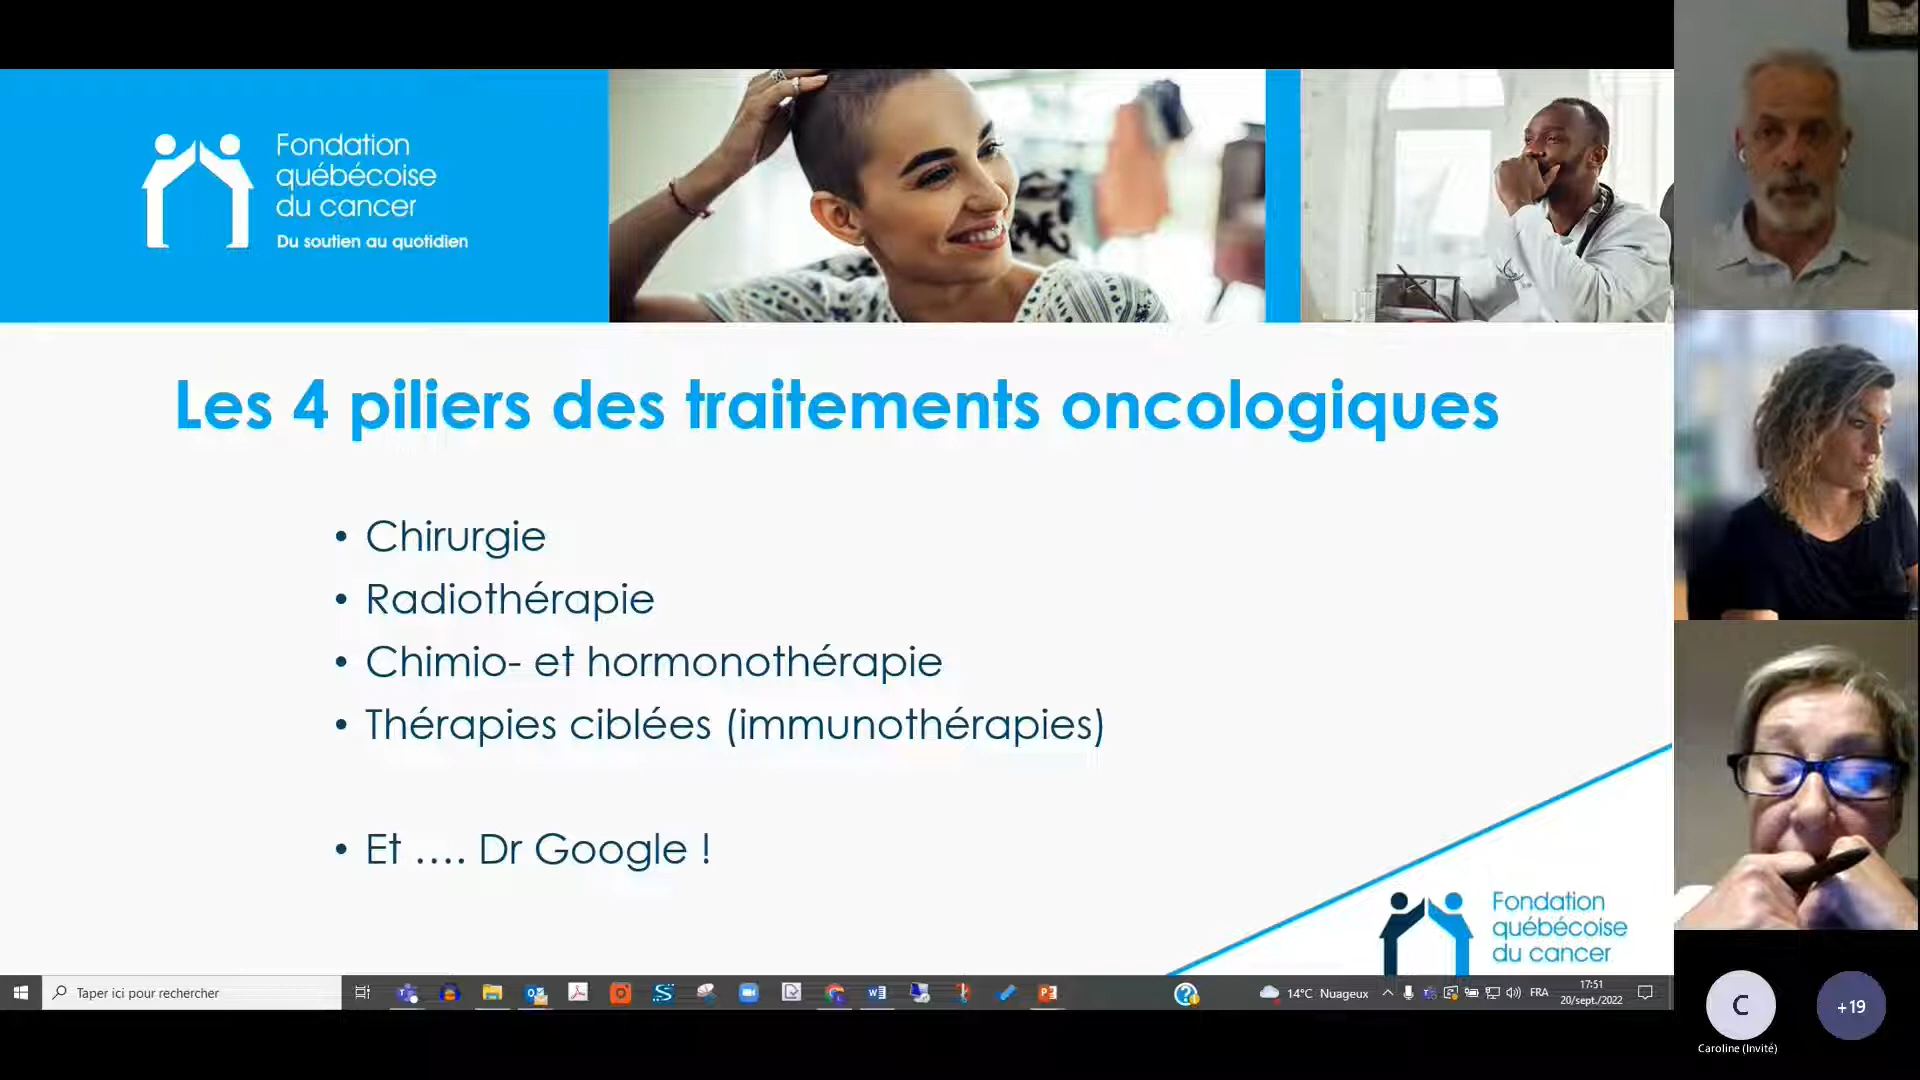 Fondation
québécoise
du cancer
Du soutien au quotidien
Les 4 piliers des traitements oncologiques
• Chirurgie
• Radiothérapie
• Chimio- et hormonothérapie
• Thérapies ciblées (immunothérapies)
• Et .... Dr Google !
Fondation
québécoise
du cancer
Taper ici pour rechercher
14°C Nuageux
FRA
17:51
20/sept./2022
C
+19
Caroline (Invité)